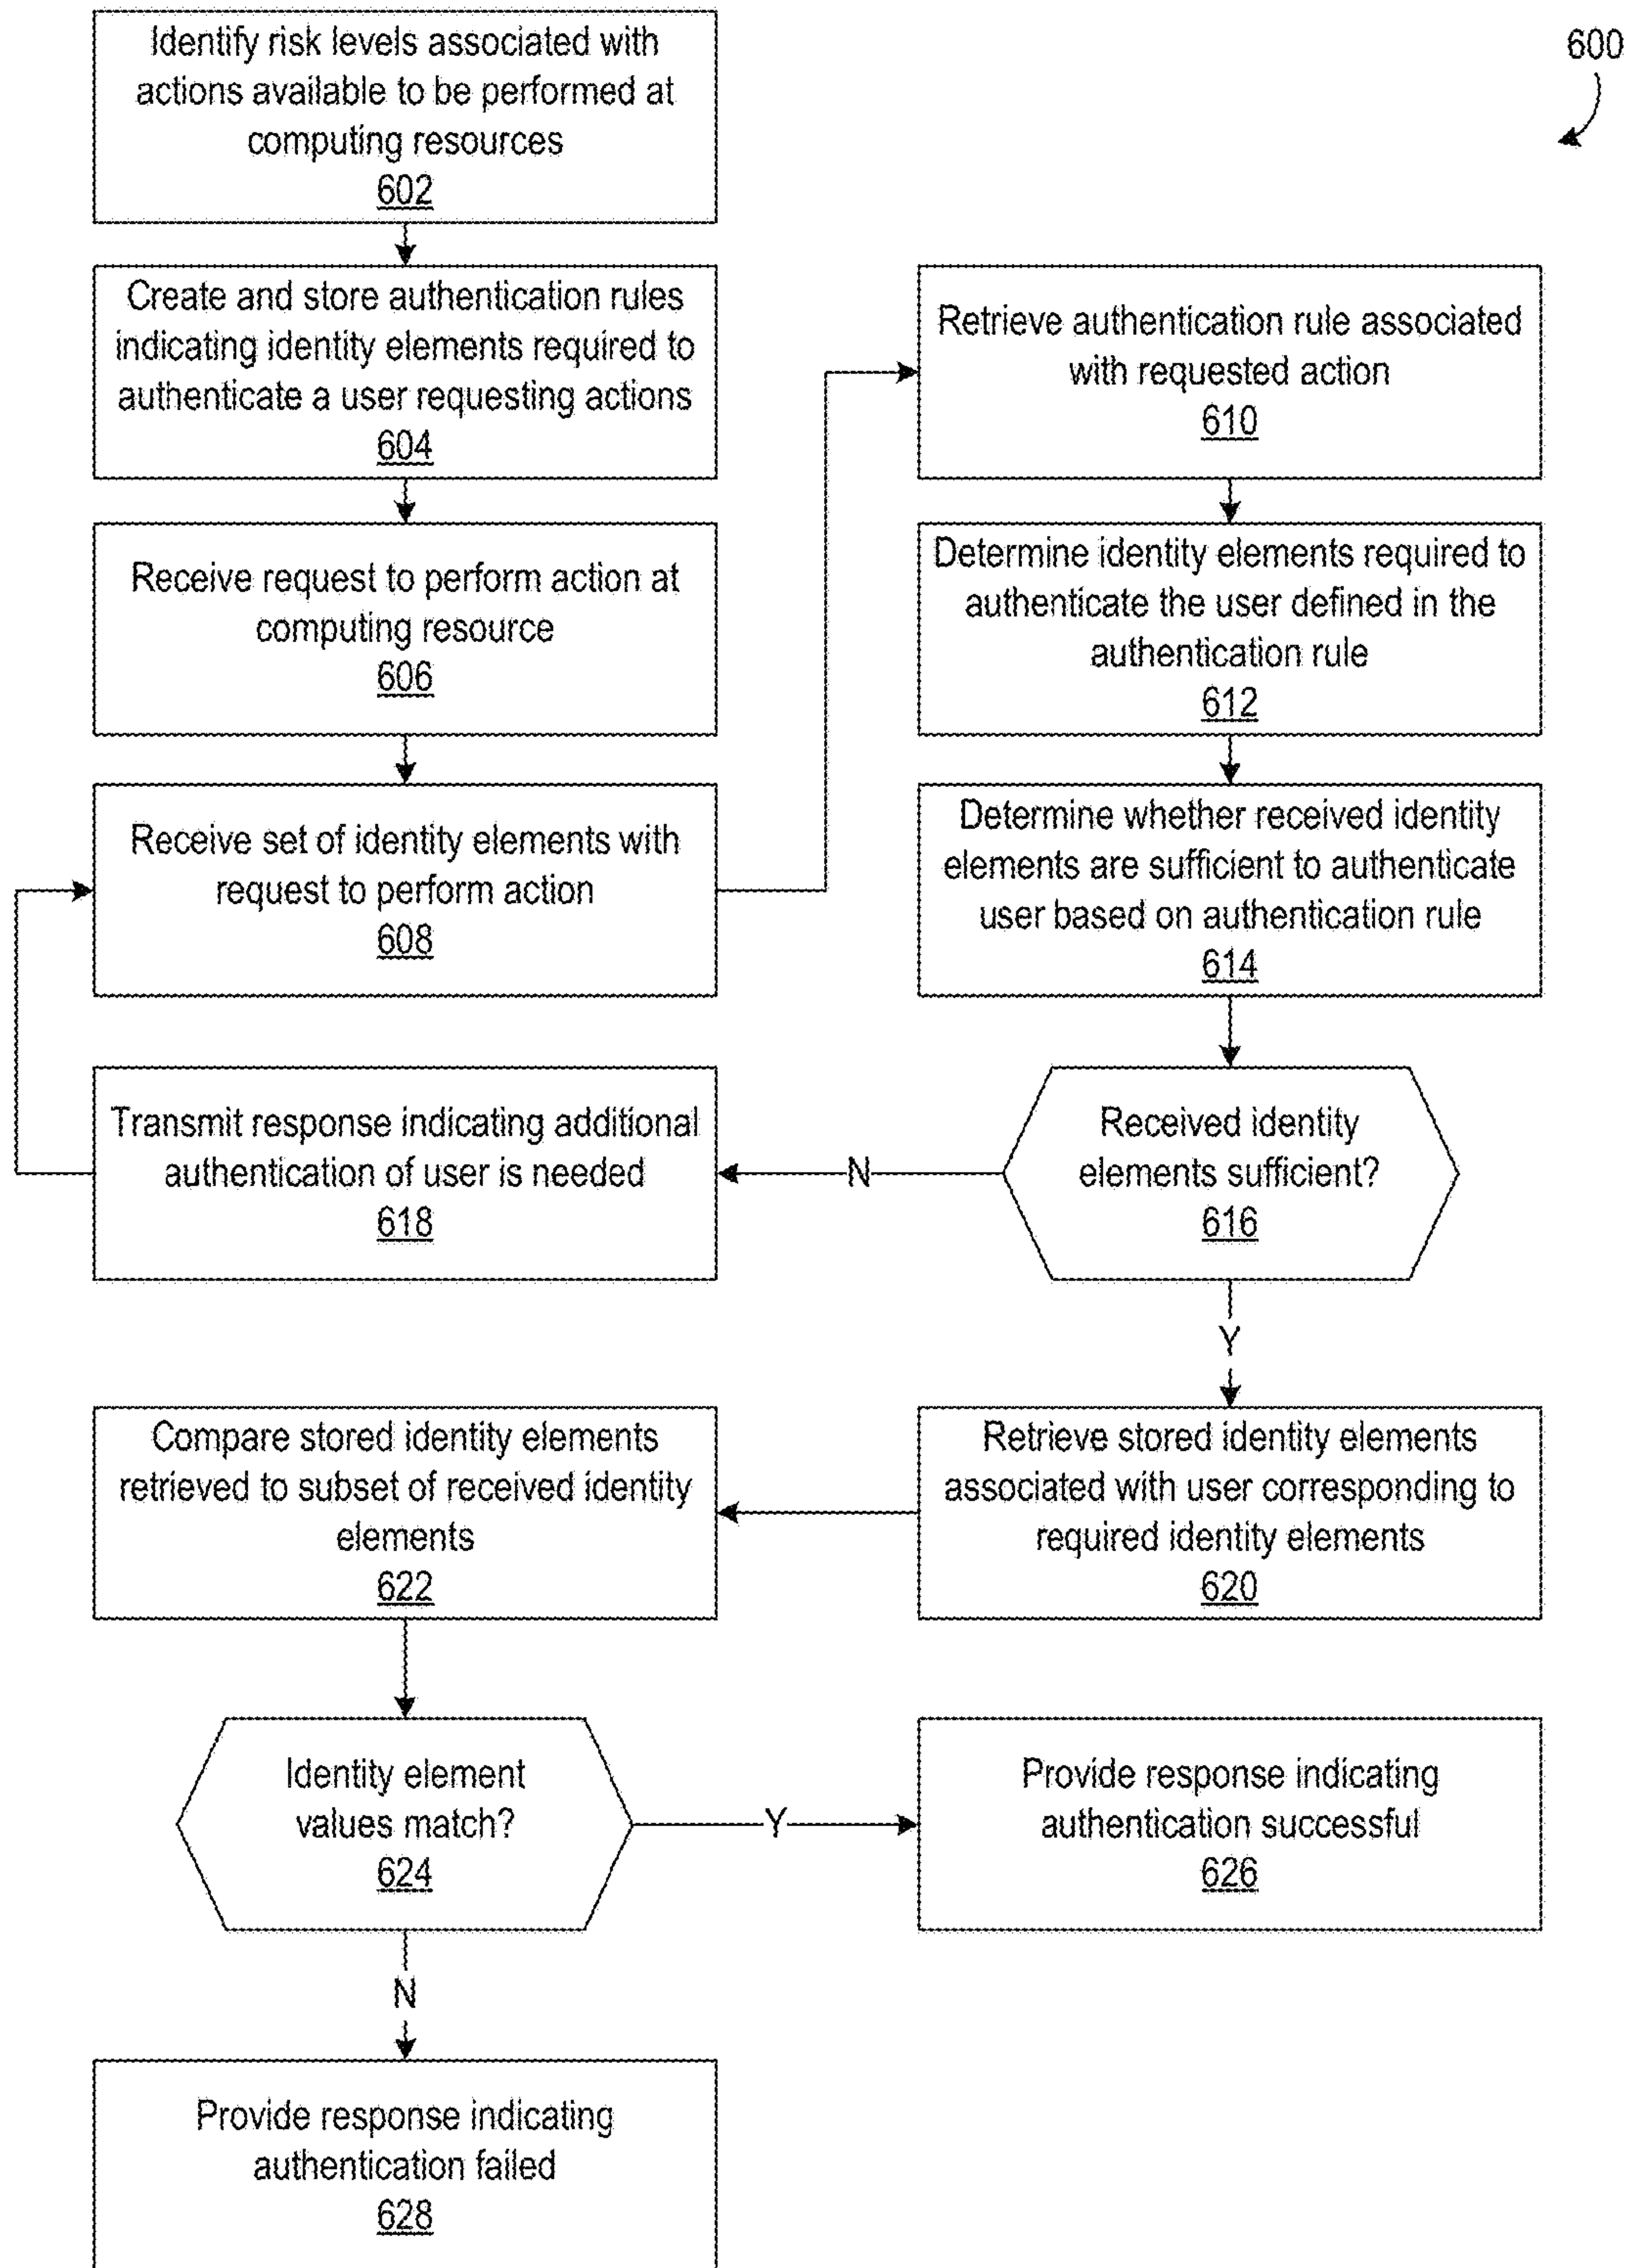 600
Identify risk levels associated with
actions available to be performed at
computing resources
602
Create and store authentication rules
indicating identity elements required to
authenticate a user requesting actions
604
Receive request to perform action at
computing resource
606
Receive set of identity elements with
request to perform action
608
Retrieve authentication rule associated
with requested action
610
Determine identity elements required to
authenticate the user defined in the
authentication rule
612
Determine whether received identity
elements are sufficient to authenticate
user based on authentication rule
614
Received identity
elements sufficient?
616
N
Transmit response indicating additional
authentication of user is needed
618
Y
Retrieve stored identity elements
associated with user corresponding to
required identity elements
620
Compare stored identity elements
retrieved to subset of received identity
elements
622
Identity element
values match?
624
Y
Provide response indicating
authentication successful
626
N
Provide response indicating
authentication failed
628